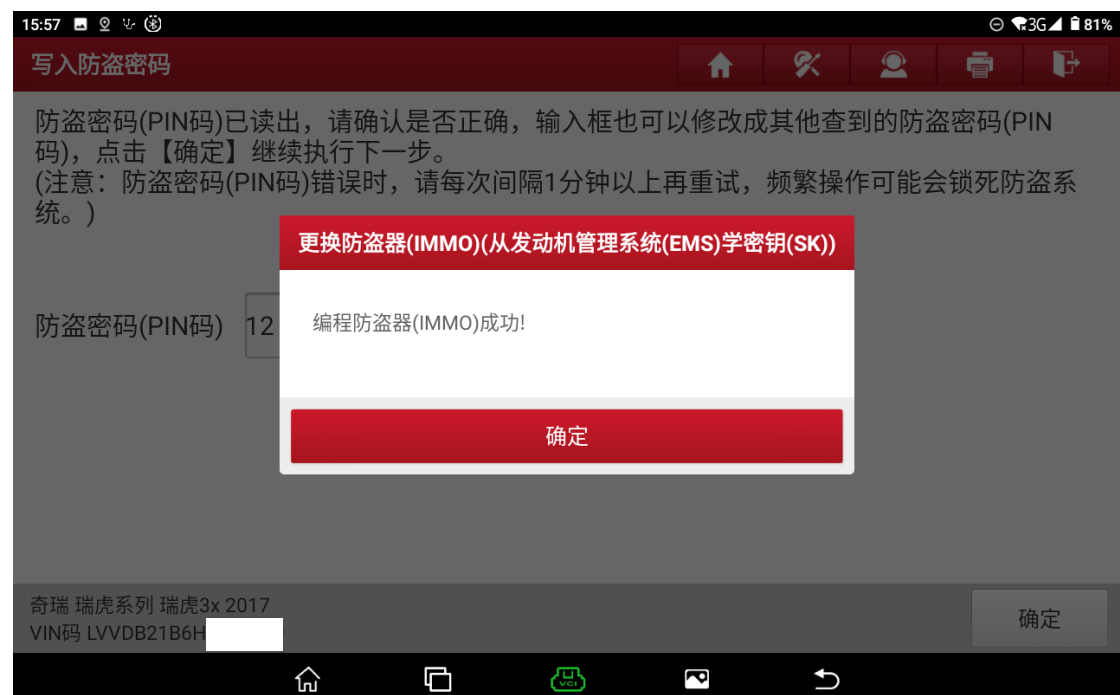 15:57
3G
81%
写入防盗密码
防盗密码(PIN码)已读出，请确认是否正确，输入框也可以修改成其他查到的防盗密码(PIN
码)，点击【确定】继续执行下一步。
(注意：防盗密码(PIN码)错误时，请每次间隔1分钟以上再重试，频繁操作可能会锁死防盗系
统。)
更换防盗器(IMMO)(从发动机管理系统(EMS)学密钥(SK))
编程防盗器(IMMO)成功!
防盗密码(PIN码)
12
确定
奇瑞 瑞虎系列 瑞虎3x 2017
VIN码 LVVDB21B6H
确定
VCI